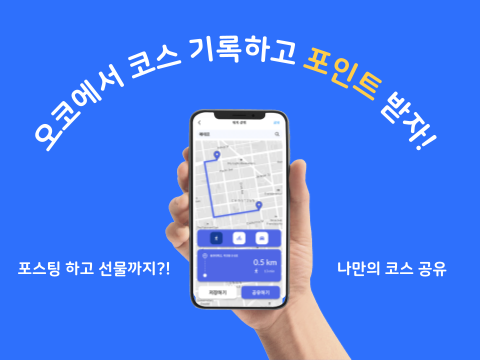 오코에서 코스 기록하고 포인트 받자!
0.5 km
저장하기
공유하기
포스팅 하고 선물까지?!
나만의 코스 공유